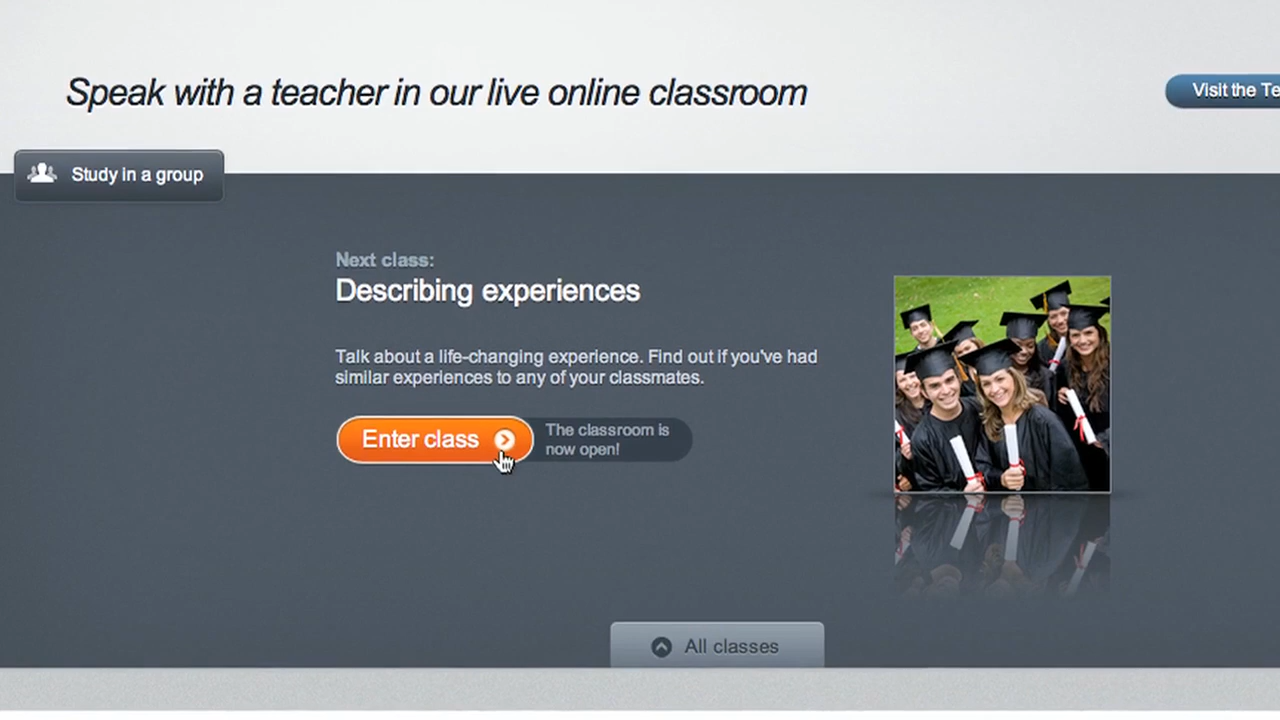 Speak with a teacher in our live online classroom
Visit the
Study in a group
Next class:
Describing experiences
Talk about a life-changing experience. Find out if you've had
similar experiences to any of your classmates.
Enter class
The classroom is
now open!
All classes